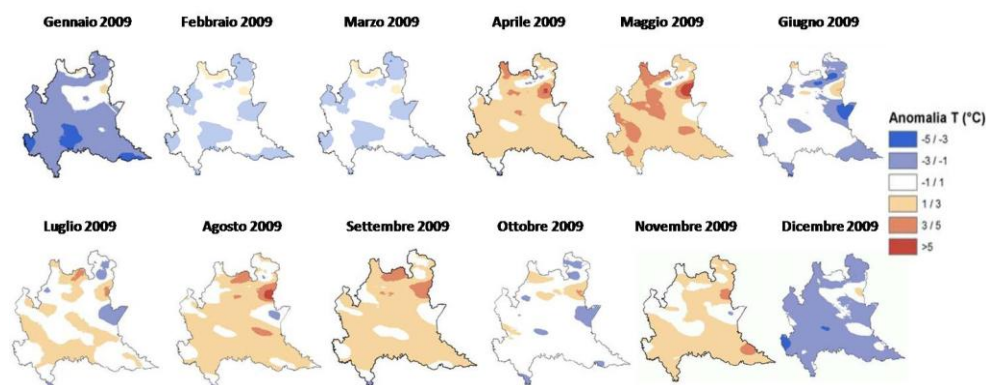 Gennaio 2009
Febbraio 2009
Marzo 2009
Aprile 2009
Maggio 2009
Giugno 2009
Anomalia T (°C)
-5 / -3
-3 / -1
-1 / 1
1 / 3
3 / 5
>5
Luglio 2009
Agosto 2009
Settembre 2009
Ottobre 2009
Novembre 2009
Dicembre 2009